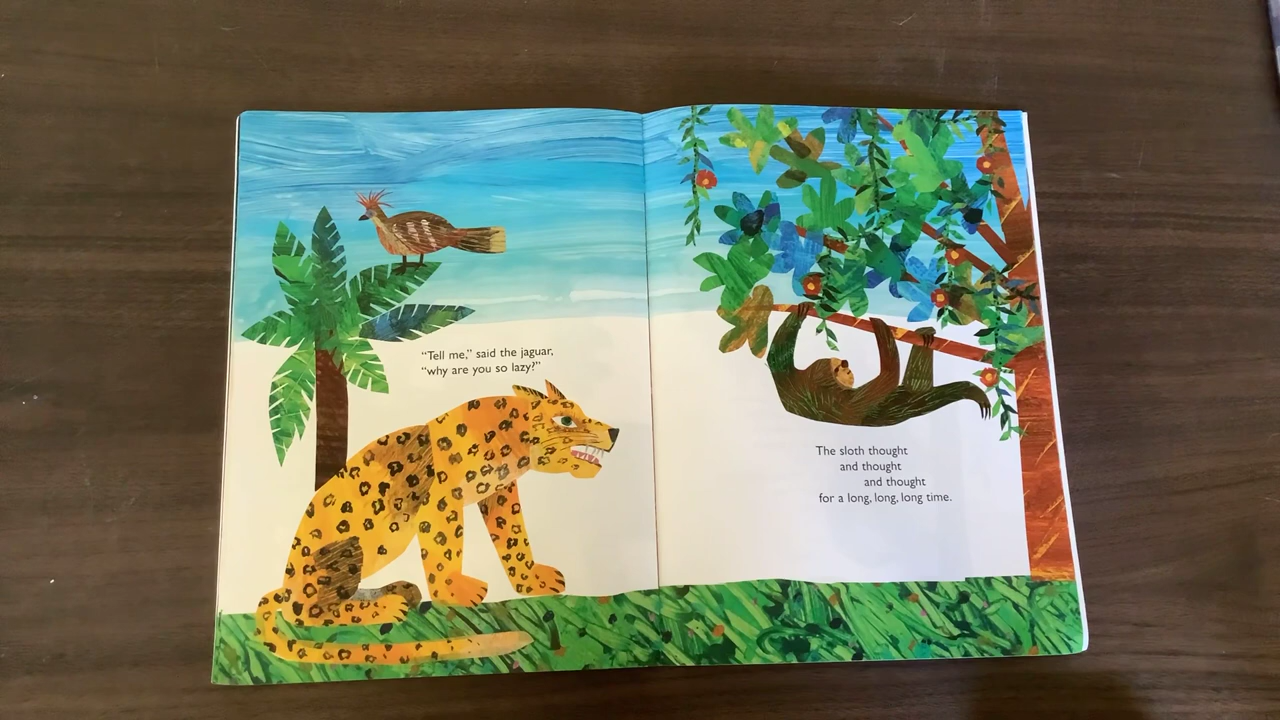 “Tell me,” said the jaguar,
“why are you so lazy?”
The sloth thought
and thought
and thought
for a long, long, long time.